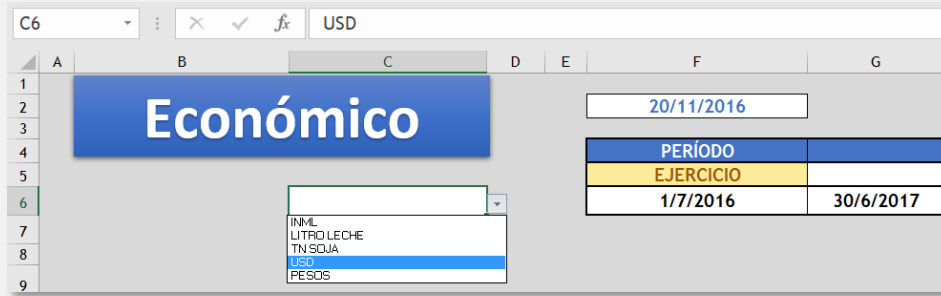 C6 fx USD
A B C D E F G
1
2 20/11/2016
Económico
3
4 PERÍODO
5 EJERCICIO
6 1/7/2016 30/6/2017
INML
7 LITRO LECHE
8 TN SOJA
USD
9 PESOS